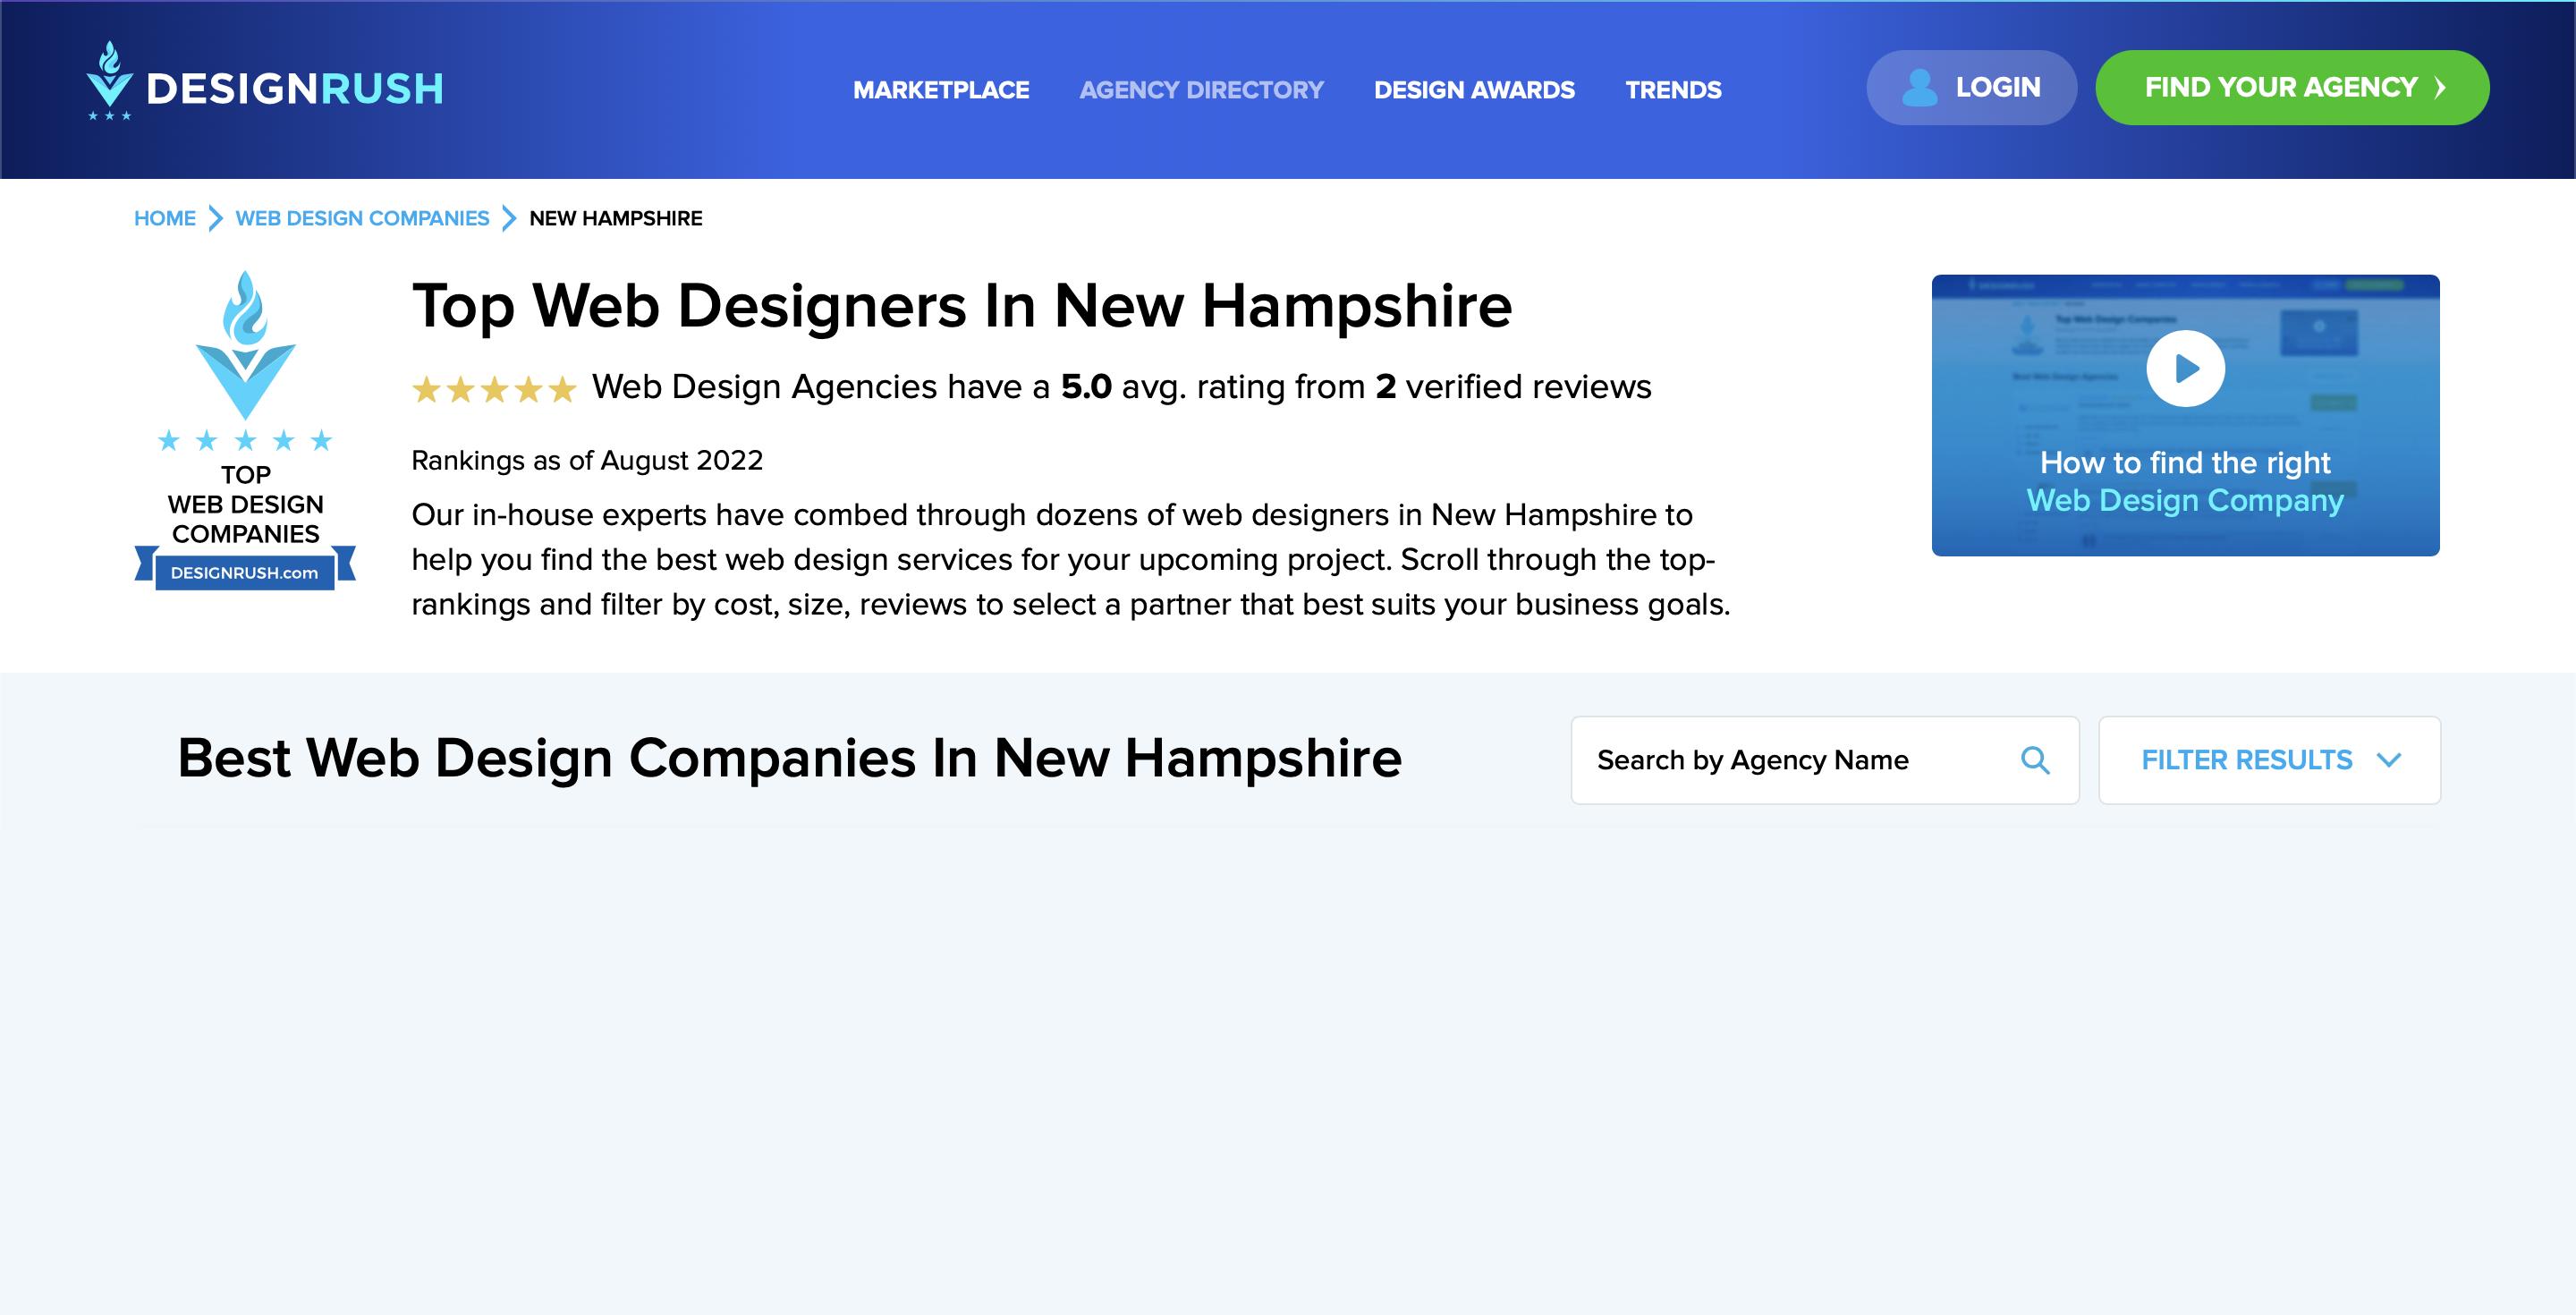 DESIGNRUSH
MARKETPLACE
AGENCY DIRECTORY
DESIGN AWARDS
TRENDS
LOGIN
FIND YOUR AGENCY
HOME
WEB DESIGN COMPANIES
NEW HAMPSHIRE
TOP
WEB DESIGN
COMPANIES
DESIGNRUSH.com
Top Web Designers In New Hampshire
Web Design Agencies have a 5.0 avg. rating from 2 verified reviews
Rankings as of August 2022
Our in-house experts have combed through dozens of web designers in New Hampshire to
help you find the best web design services for your upcoming project. Scroll through the top-
rankings and filter by cost, size, reviews to select a partner that best suits your business goals.
Top Web Design Companies
How to find the right
Web Design Company
Best Web Design Companies In New Hampshire
Search by Agency Name
FILTER RESULTS